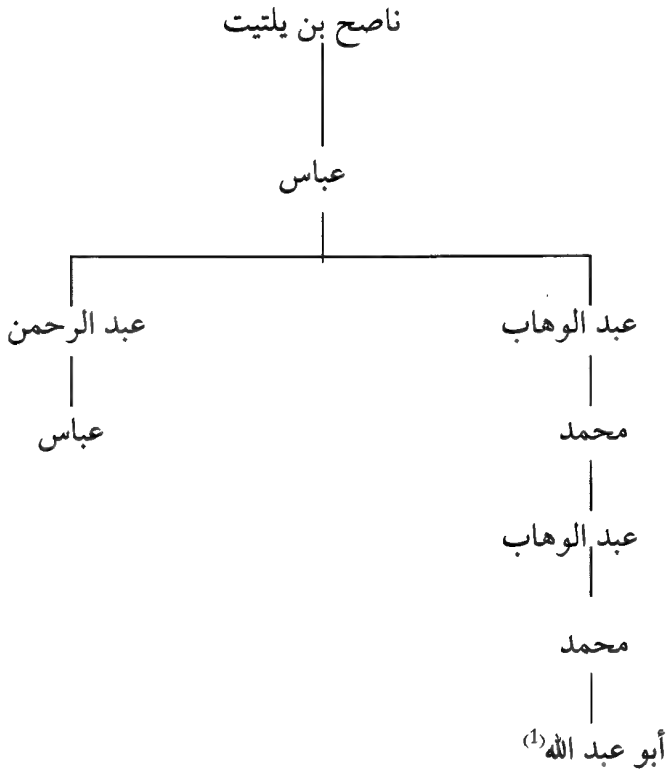 ناصح بن يلتيت
عباس
عبد الوهاب
عبد الرحمن
محمد
عباس
عبد الوهاب
محمد
أبو عبد الله(1)